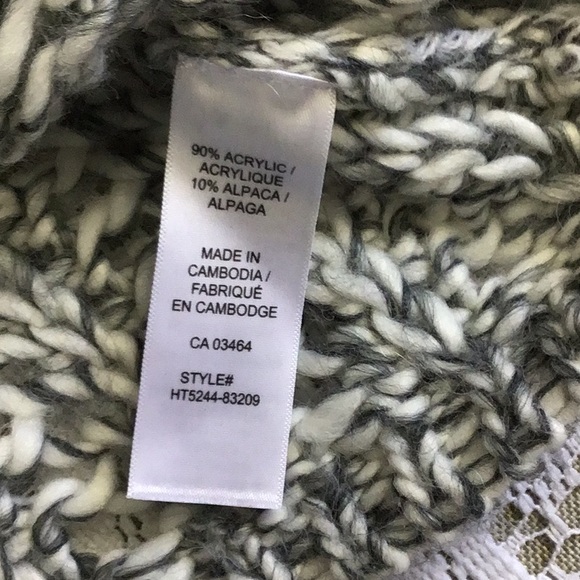 90% ACRYLIC /
ACRYLIQUE
10% ALPACA /
ALPAGA
MADE IN
CAMBODIA /
FABRIQUÉ
EN CAMBODGE
CA 03464
STYLE#
HT5244-83209